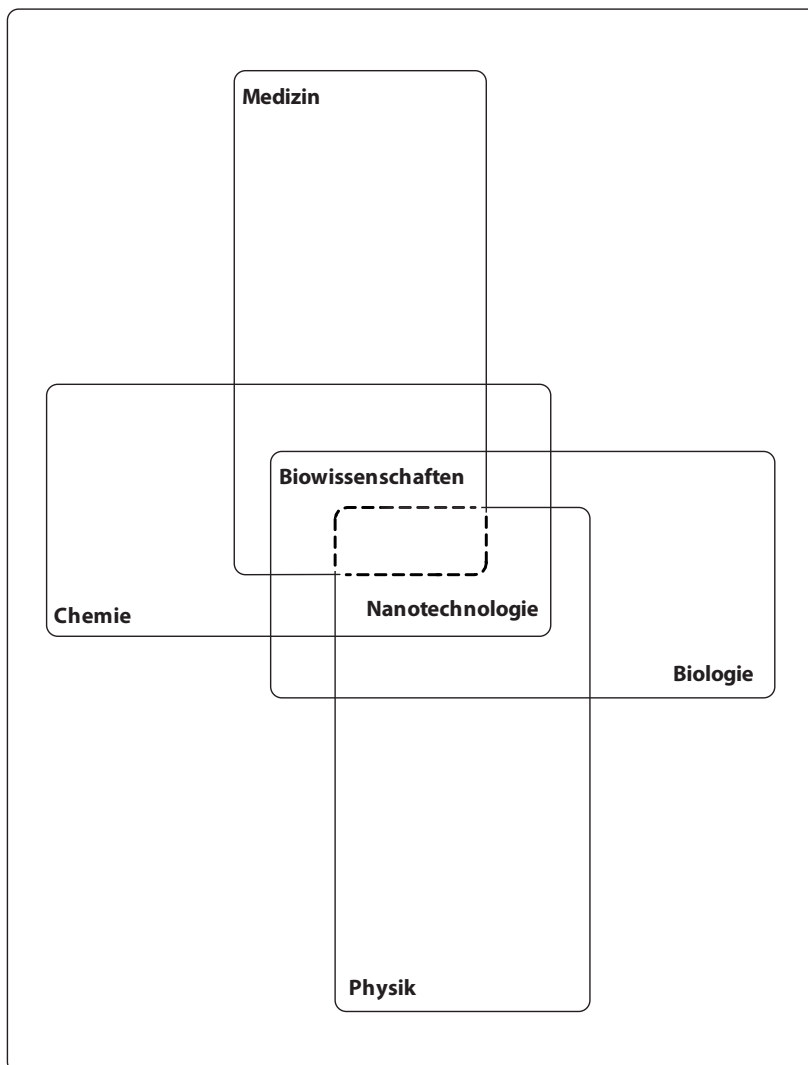 Medizin
Biowissenschaften
Nanotechnologie
Chemie
Biologie
Physik